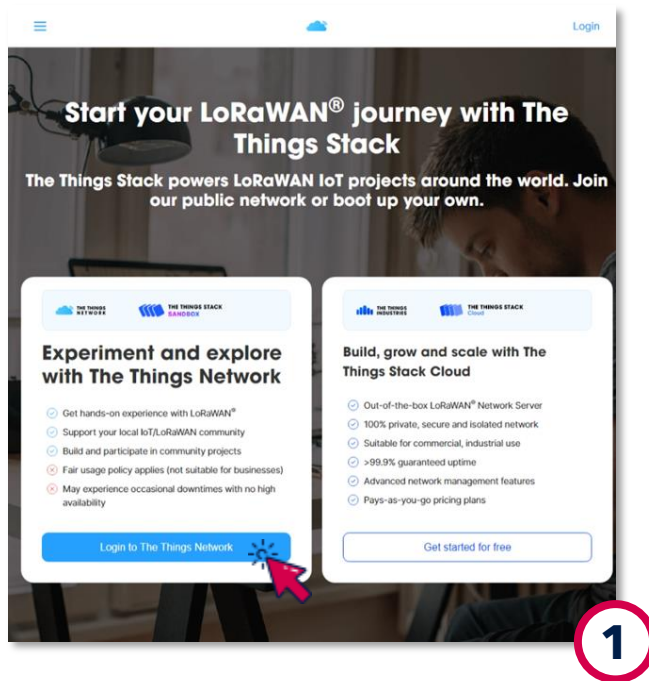 Login
Start your LoRaWAN® journey with The
Things Stack
The Things Stack powers LoRaWAN IoT projects around the world. Join
our public network or boot up your own.
THE THINGS
NETWORK
THE THINGS STACK
SANDBOX
Experiment and explore
with The Things Network
Get hands-on experience with LoRaWAN®
Support your local IoT/LoRaWAN community
Build and participate in community projects
Fair usage policy applies (not suitable for businesses)
May experience occasional downtimes with no high
availability
Login to The Things Network
THE THINGS
INDUSTRIES
THE THINGS STACK
Cloud
Build, grow and scale with The
Things Stack Cloud
Out-of-the-box LoRaWAN® Network Server
100% private, secure and isolated network
Suitable for commercial, industrial use
>99.9% guaranteed uptime
Advanced network management features
Pays-as-you-go pricing plans
Get started for free
1